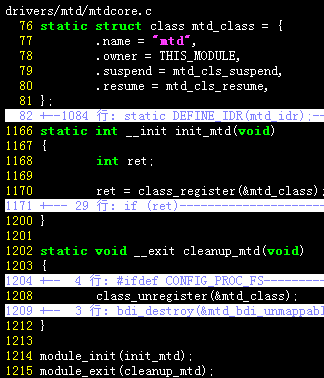 drivers/mtd/mtdcore.c
76 static struct class mtd_class = {
77         .name = "mtd",
78         .owner = THIS_MODULE,
79         .suspend = mtd_cls_suspend,
80         .resume = mtd_cls_resume,
81 };
82 +--1084 行: static DEFINE_IDR(mtd_idr);--
1166 static int __init init_mtd(void)
1167 {
1168         int ret;
1169
1170         ret = class_register(&mtd_class);
1171 +-- 29 行: if (ret)--------------------
1200 }
1201
1202 static void __exit cleanup_mtd(void)
1203 {
1204 +--  4 行: #ifdef CONFIG_PROC_FS---------
1208         class_unregister(&mtd_class);
1209 +--  3 行: bdi_destroy(&mtd_bdi_unmappabl
1212 }
1213
1214 module_init(init_mtd);
1215 module_exit(cleanup_mtd);